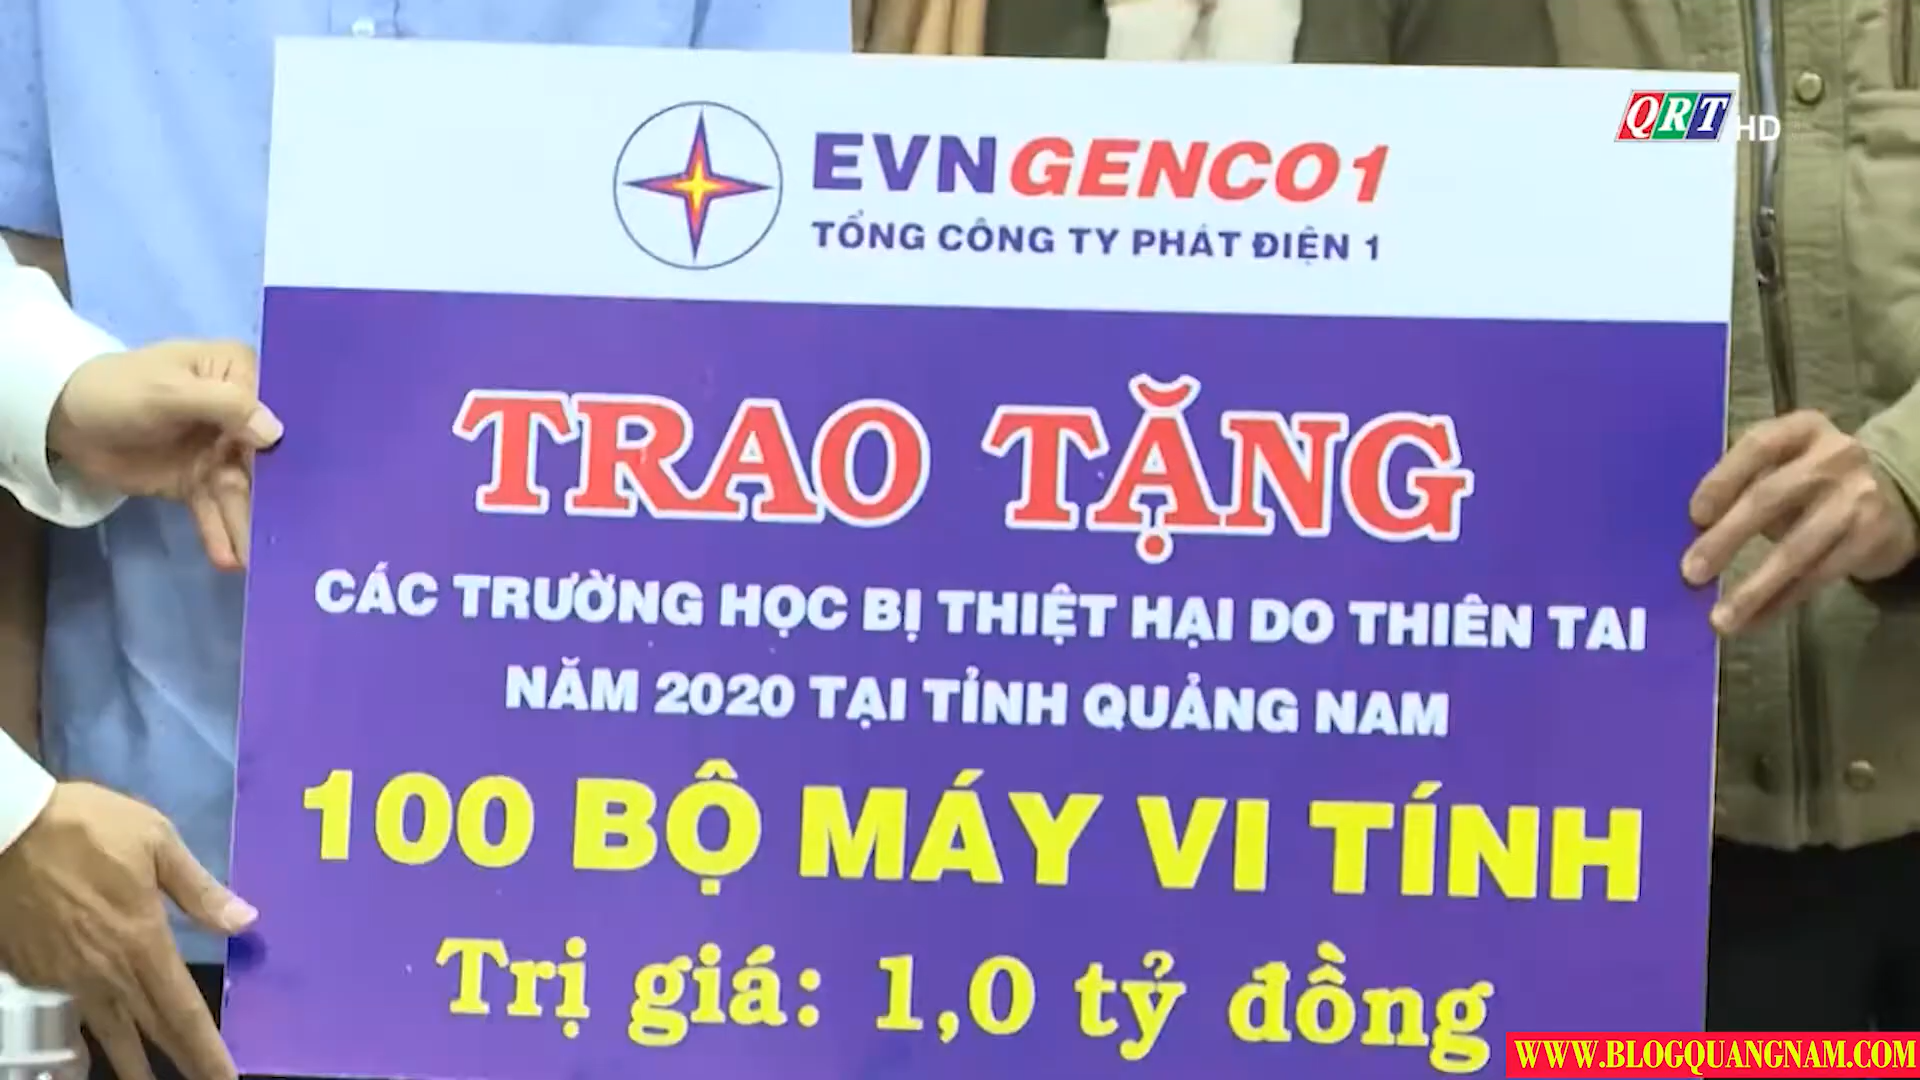 QRT HD
EVNGENCO1
TỔNG CÔNG TY PHÁT ĐIỆN 1
TRAO TẶNG
CÁC TRƯỜNG HỌC BỊ THIỆT HẠI DO THIÊN TAI
NĂM 2020 TẠI TỈNH QUẢNG NAM
100 BỘ MÁY VI TÍNH
Trị giá: 1,0 tỷ đồng
WWW.BLOGQUANGNAM.COM